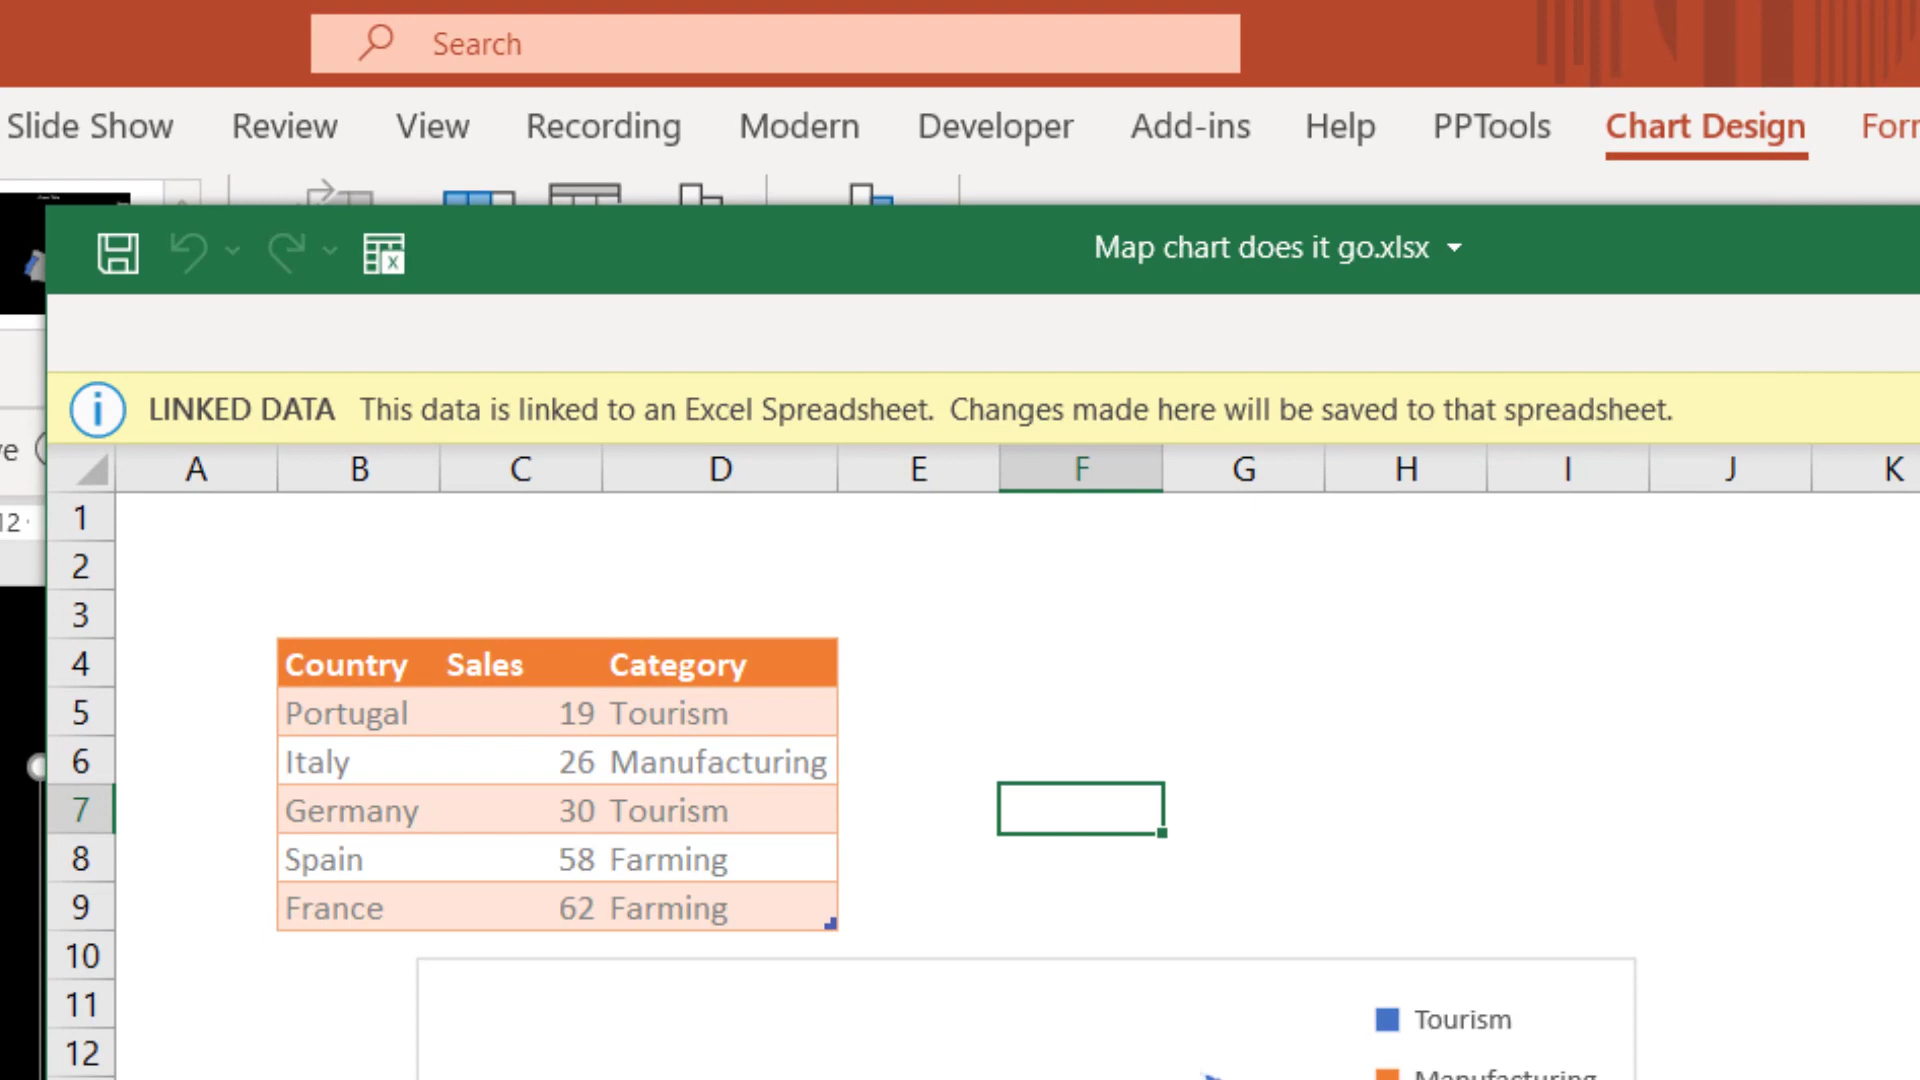 Search
Slide Show Review View Recording Modern Developer Add-ins Help PPTools Chart Design
Map chart does it go.xlsx
LINKED DATA This data is linked to an Excel Spreadsheet. Changes made here will be saved to that spreadsheet.
A B C D E F G H I J K
1
12
2
3
4 Country Sales Category
5 Portugal 19 Tourism
6 Italy 26 Manufacturing
7 Germany 30 Tourism
8 Spain 58 Farming
9 France 62 Farming
10
11 Tourism
12 Manufacturing